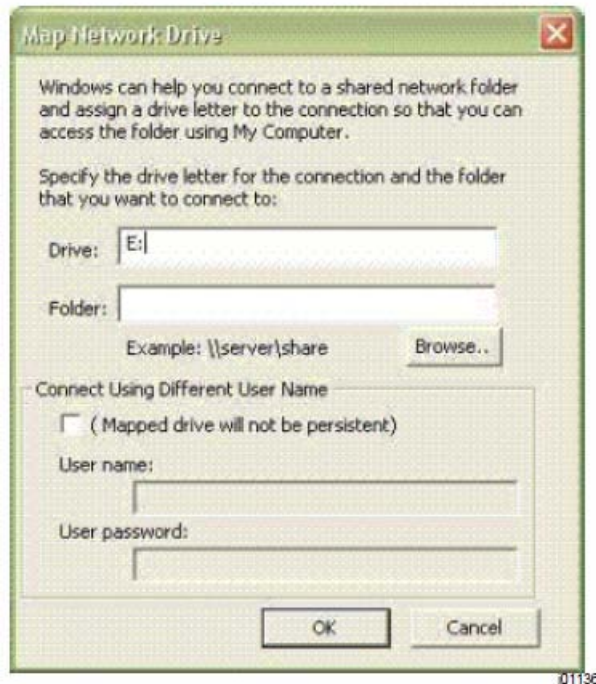 Map Network Drive
Windows can help you connect to a shared network folder
and assign a drive letter to the connection so that you can
access the folder using My Computer.
Specify the drive letter for the connection and the folder
that you want to connect to:
Drive: E:
Folder:
Example: \\server\share Browse..
Connect Using Different User Name
( Mapped drive will not be persistent)
User name:
User password:
OK Cancel
i01136